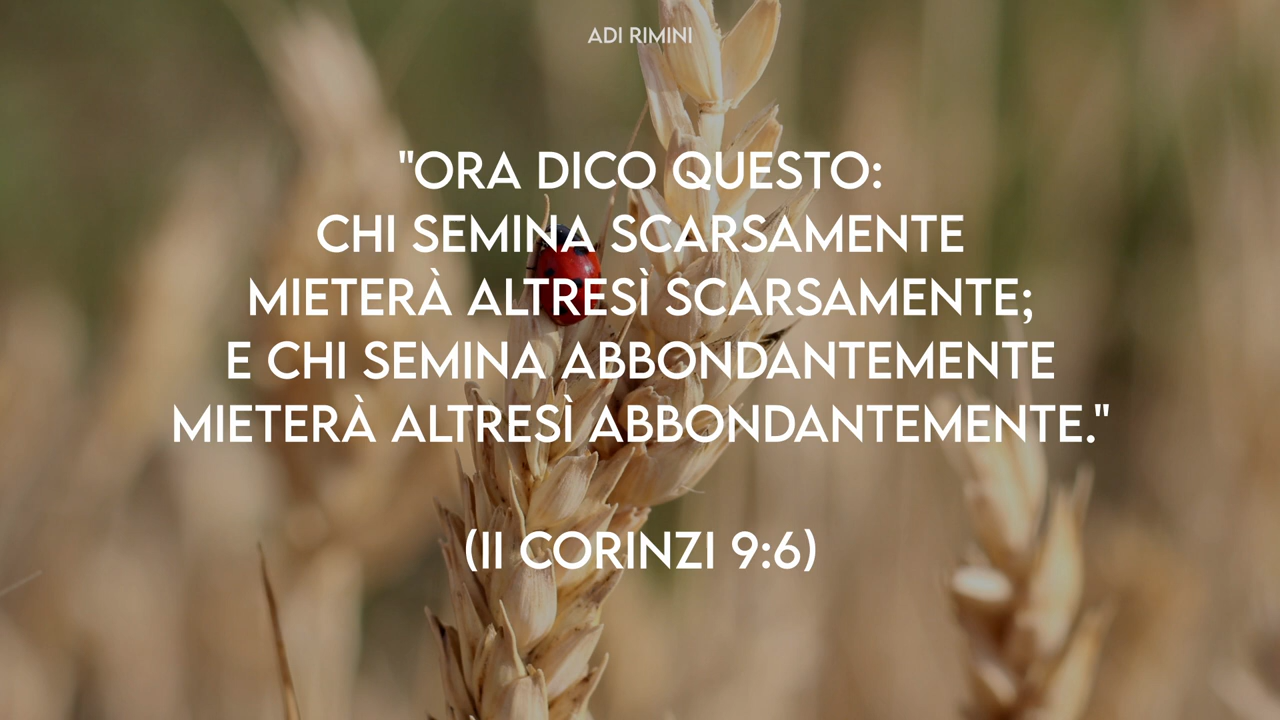 ADI RIMINI
"ORA DICO QUESTO:
CHI SEMINA SCARSAMENTE
MIETERÀ ALTRESÌ SCARSAMENTE;
E CHI SEMINA ABBONDANTEMENTE
MIETERÀ ALTRESÌ ABBONDANTEMENTE."
(II CORINZI 9:6)